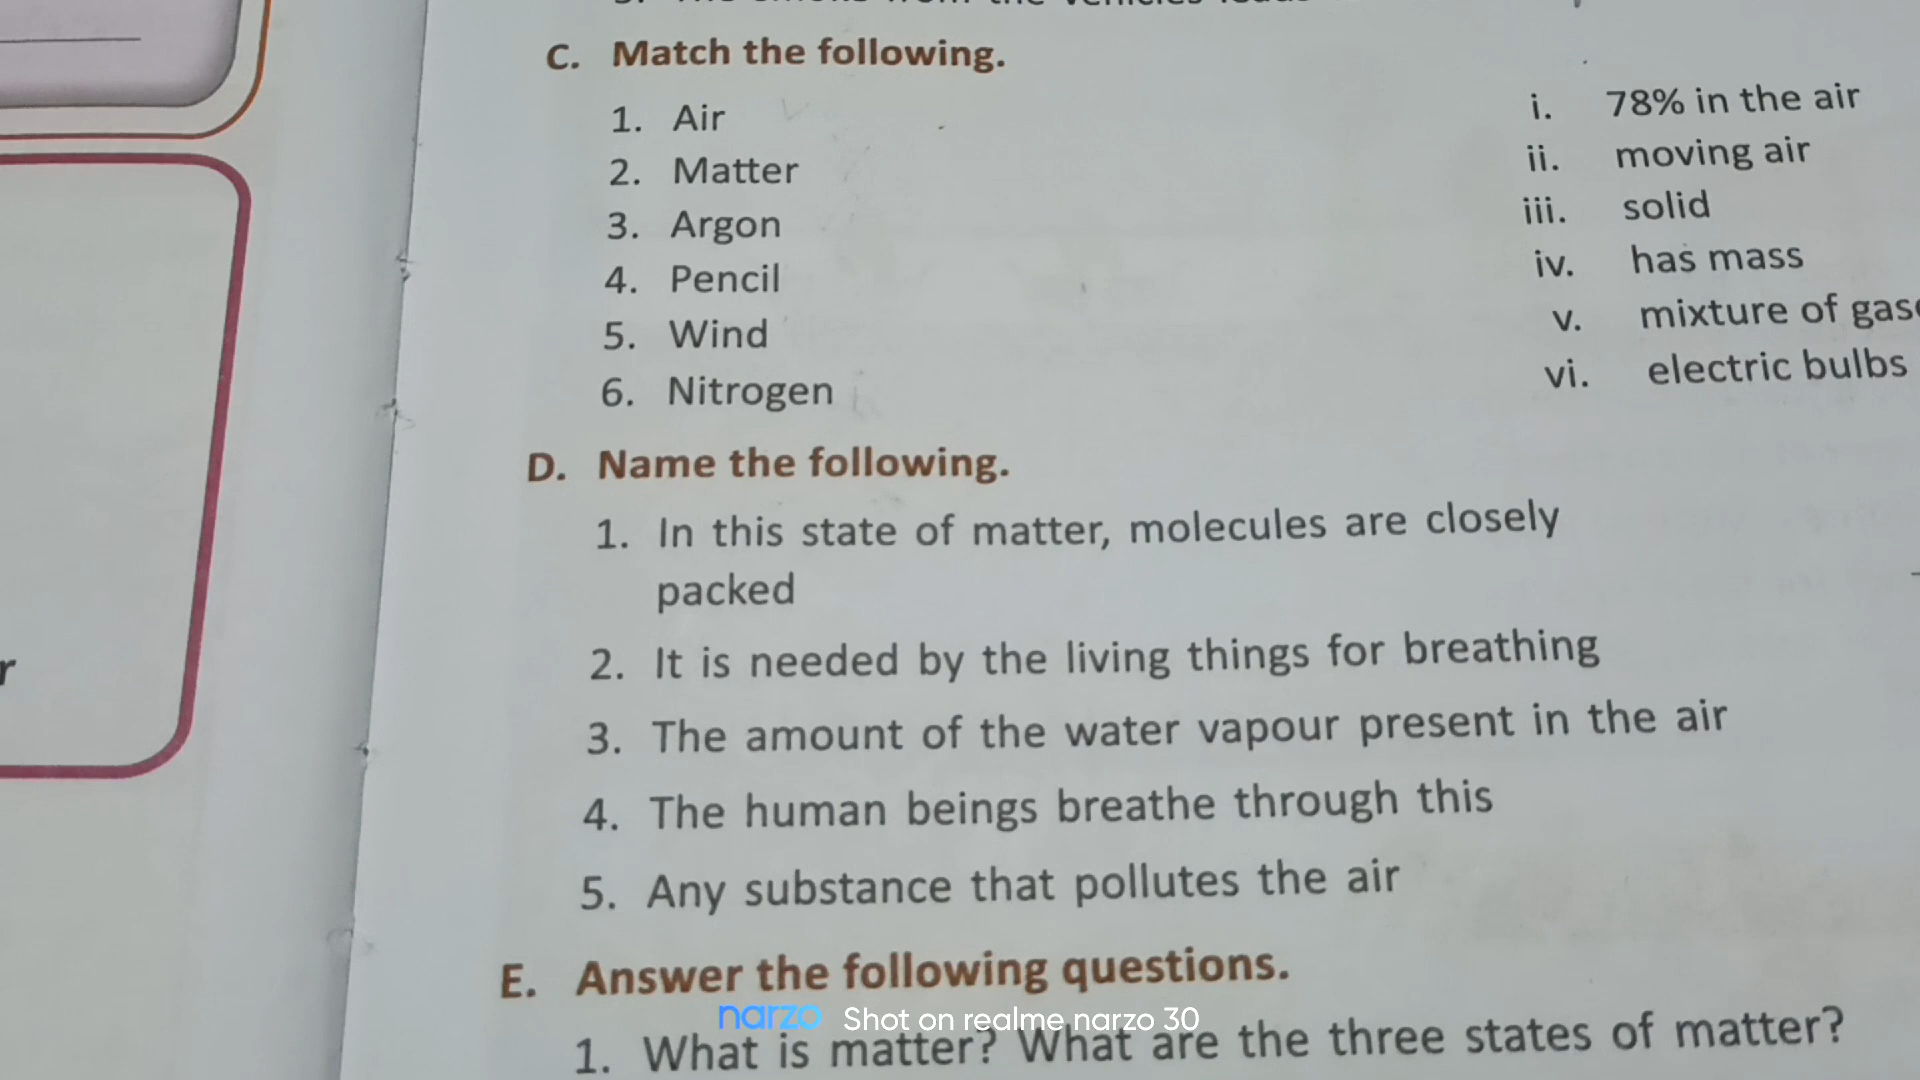 C. Match the following.
1. Air i. 78% in the air
2. Matter ii. moving air
3. Argon iii. solid
4. Pencil iv. has mass
5. Wind v. mixture of
6. Nitrogen vi. electric bulbs
D. Name the following.
1. In this state of matter, molecules are closely
packed
2. It is needed by the living things for breathing
3. The amount of the water vapour present in the air
4. The human beings breathe through this
5. Any substance that pollutes the air
E. Answer the following questions.
narzo Shot on realme narzo 30
1. What is matter? What are the three states of matter?